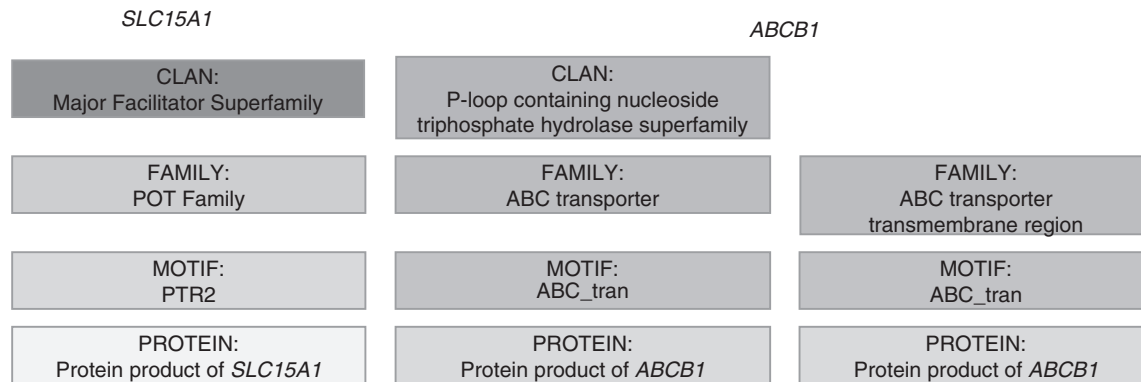 SLC15A1
ABCB1
CLAN:
Major Facilitator Superfamily
CLAN:
P-loop containing nucleoside
triphosphate hydrolase superfamily
FAMILY:
POT Family
FAMILY:
ABC transporter
FAMILY:
ABC transporter
transmembrane region
MOTIF:
PTR2
MOTIF:
ABC_tran
MOTIF:
ABC_tran
PROTEIN:
Protein product of SLC15A1
PROTEIN:
Protein product of ABCB1
PROTEIN:
Protein product of ABCB1